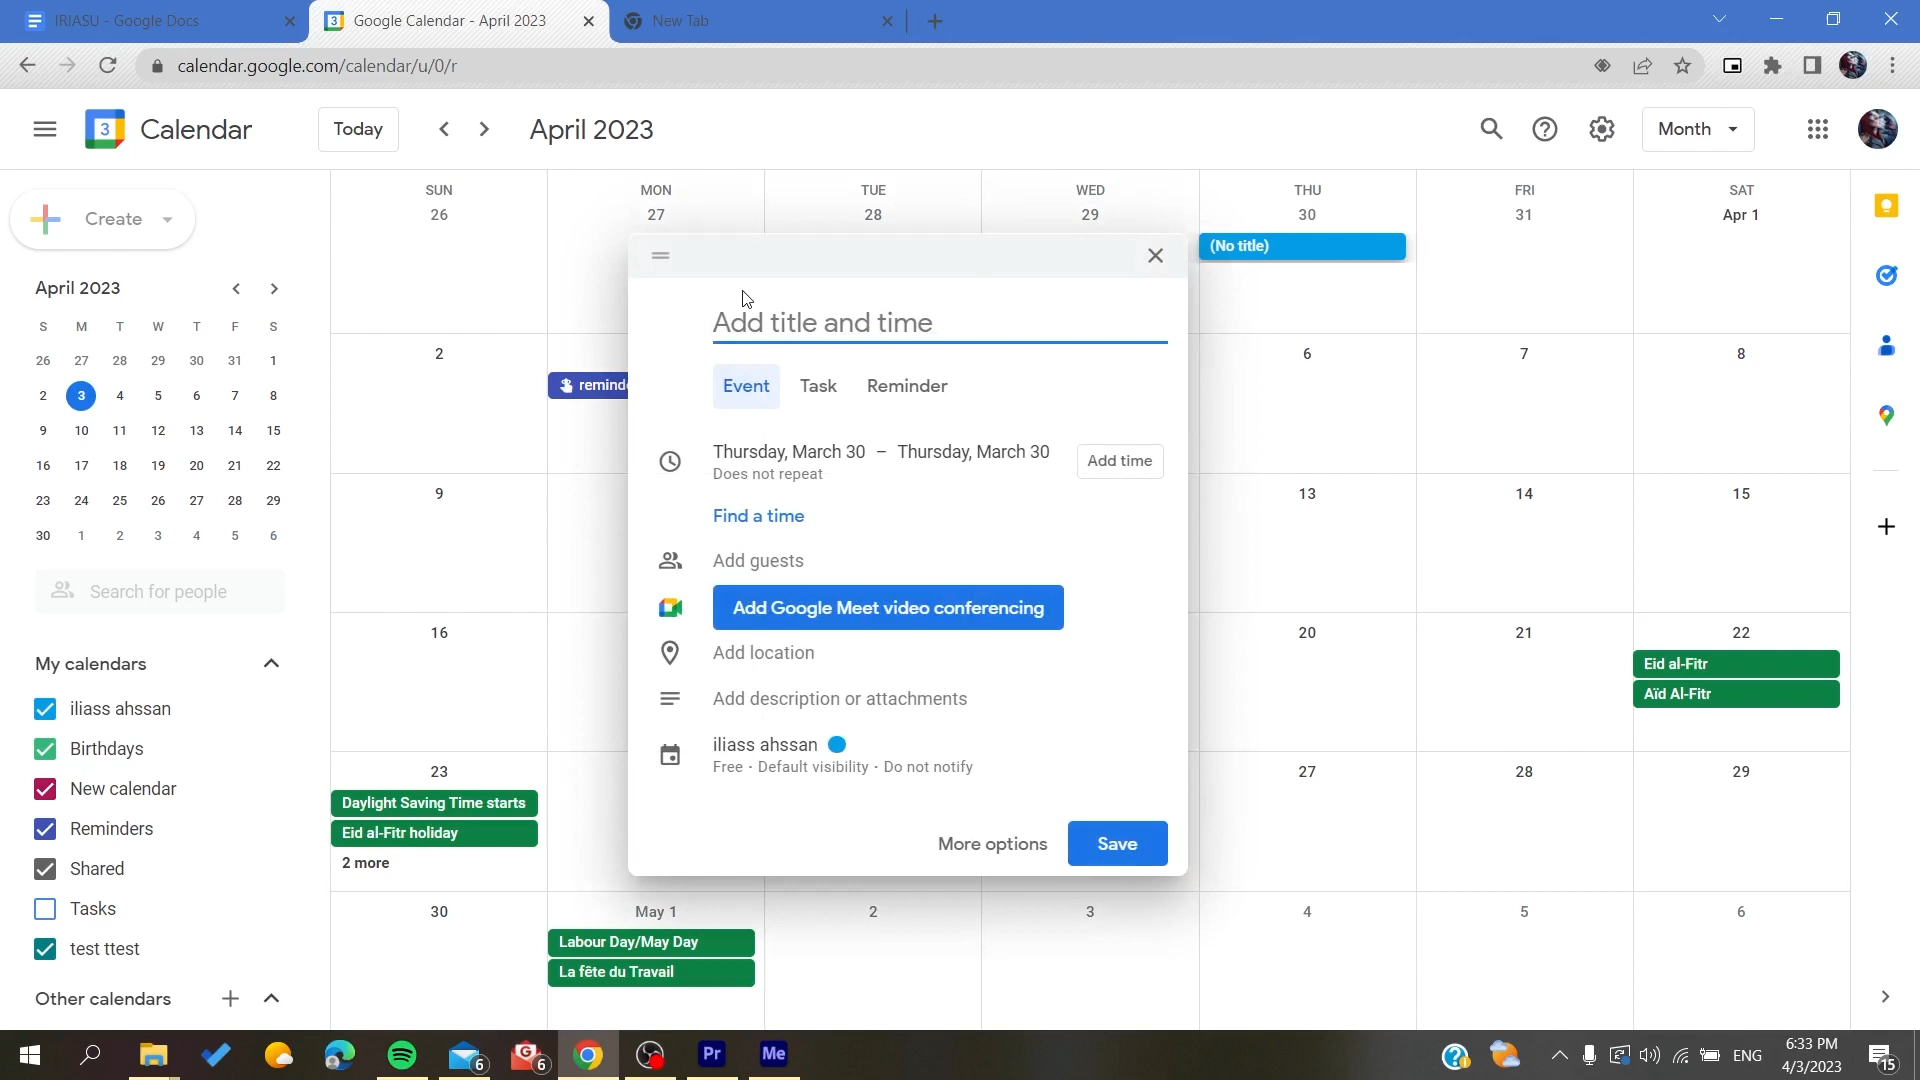 IRIASU - Google Docs
Google Calendar - April 2023
New Tab
calendar.google.com/calendar/u/0/r
3
Calendar
Today
April 2023
Month
Create
SUN
MON
TUE
WED
THU
FRI
SAT
26
27
28
29
30
31
Apr 1
(No title)
April 2023
S M T W T F S
26 27 28 29 30 31 1
2 3 4 5 6 7 8
9 10 11 12 13 14 15
16 17 18 19 20 21 22
23 24 25 26 27 28 29
30 1 2 3 4 5 6
Search for people
My calendars
iliass ahssan
Birthdays
New calendar
Reminders
Shared
Tasks
test ttest
Other calendars
Add title and time
Event
Task
Reminder
Thursday, March 30 – Thursday, March 30
Does not repeat
Add time
Find a time
Add guests
Add Google Meet video conferencing
Add location
Add description or attachments
iliass ahssan
Free · Default visibility · Do not notify
More options
Save
2
6
7
8
9
13
14
15
16
20
21
22
Eid al-Fitr
Aïd Al-Fitr
23
27
28
29
Daylight Saving Time starts
Eid al-Fitr holiday
2 more
30
May 1
2
3
4
5
6
Labour Day/May Day
La fête du Travail
6
6
Pr
Me
ENG
6:33 PM
4/3/2023
15